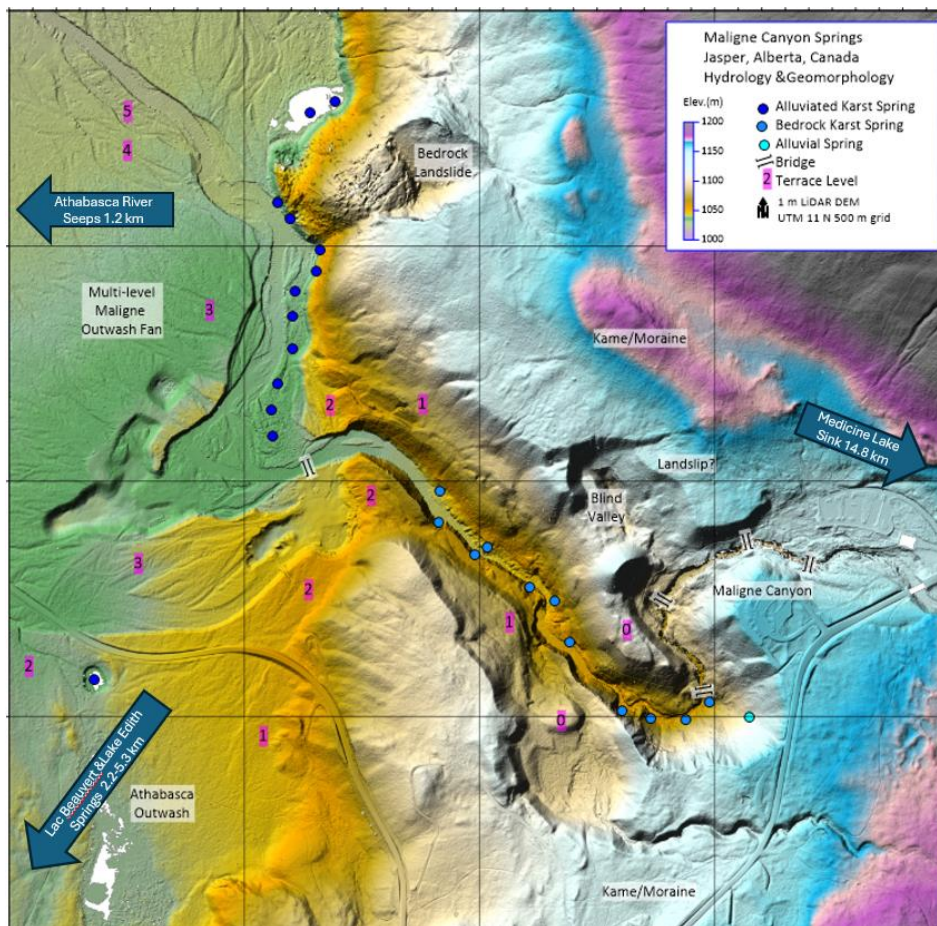 Maligne Canyon Springs
Jasper, Alberta, Canada
Hydrology &Geomorphology
Elev.(m)
1200
1150
1100
1050
1000
Alluviated Karst Spring
Bedrock Karst Spring
Alluvial Spring
Bridge
2 Terrace Level
1 m LiDAR DEM
UTM 11 N 500 m grid
5
4
Bedrock
Landslide
Athabasca River
Seeps 1.2 km
Multi-level
Maligne
Outwash Fan
3
Kame/Moraine
2
1
Medicine Lake
Sink 14.8 km
Landslip?
2
Blind
Valley
3
2
Maligne Canyon
1
0
2
0
1
Lac Beauvert &Lake Edith
Springs 2.2-5.3 km
Athabasca
Outwash
Kame/Moraine